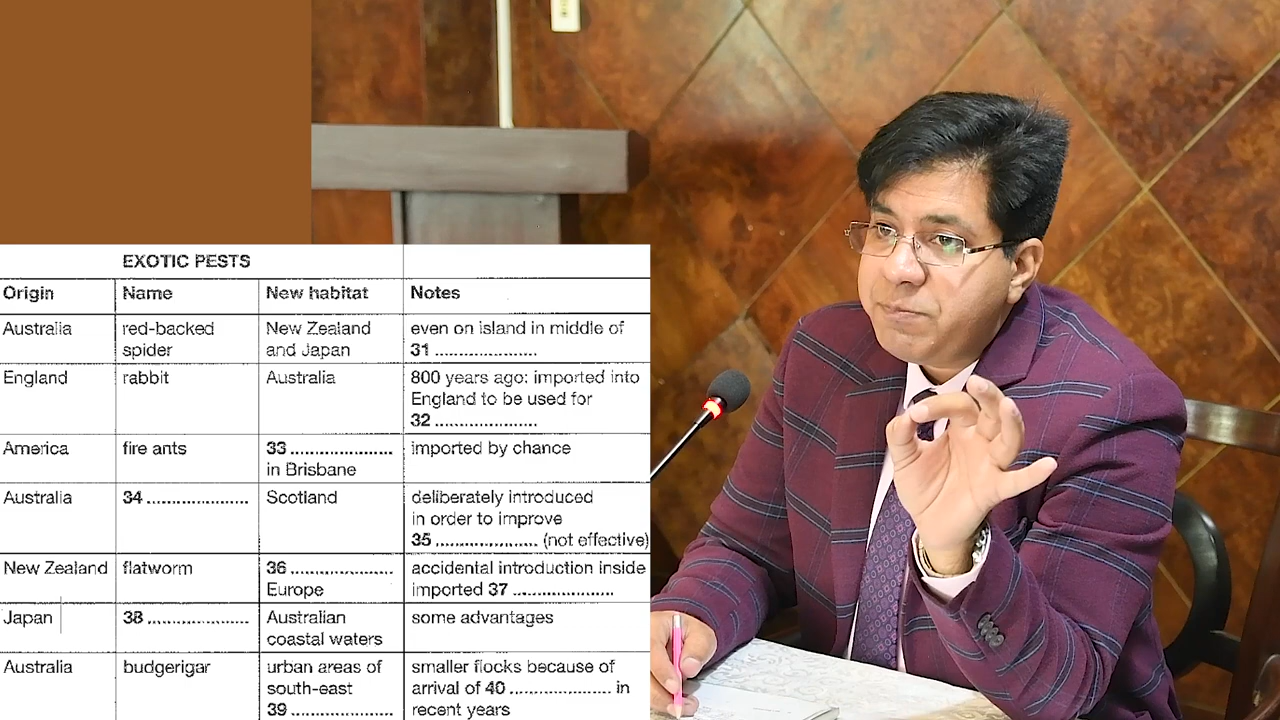 EXOTIC PESTS
Origin Name New habitat Notes
Australia red-backed spider New Zealand and Japan even on island in middle of 31 ......................
England rabbit Australia 800 years ago: imported into England to be used for 32 ......................
America fire ants 33 ...................... in Brisbane imported by chance
Australia 34 ...................... Scotland deliberately introduced in order to improve 35 ...................... (not effective)
New Zealand flatworm 36 ...................... Europe accidental introduction inside imported 37 ......................
Japan 38 ...................... Australian coastal waters some advantages
Australia budgerigar urban areas of south-east 39 ...................... smaller flocks because of arrival of 40 ...................... in recent years